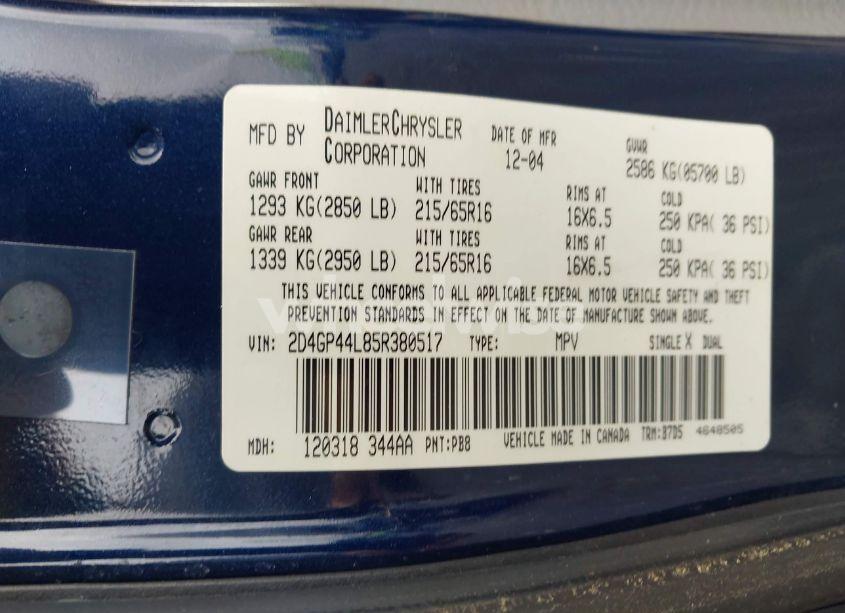 MFD BY DAIMLERCHRYSLER CORPORATION DATE OF MFR 12-04 GVWR 2586 KG(05700 LB)
GAWR FRONT WITH TIRES RIMS AT COLD
1293 KG(2850 LB) 215/65R16 16X6.5 250 KPA( 36 PSI)
GAWR REAR WITH TIRES RIMS AT COLD
1339 KG(2950 LB) 215/65R16 16X6.5 250 KPA( 36 PSI)
THIS VEHICLE CONFORMS TO ALL APPLICABLE FEDERAL MOTOR VEHICLE SAFETY AND THEFT
PREVENTION STANDARDS IN EFFECT ON THE DATE OF MANUFACTURE SHOWN ABOVE.
VIN: 2D4GP44L85R380517 TYPE: MPV SINGLE X DUAL
MDH: 120318 344AA PNT:PB8 VEHICLE MADE IN CANADA TRM:B7D5 4648505